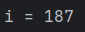 i = 187